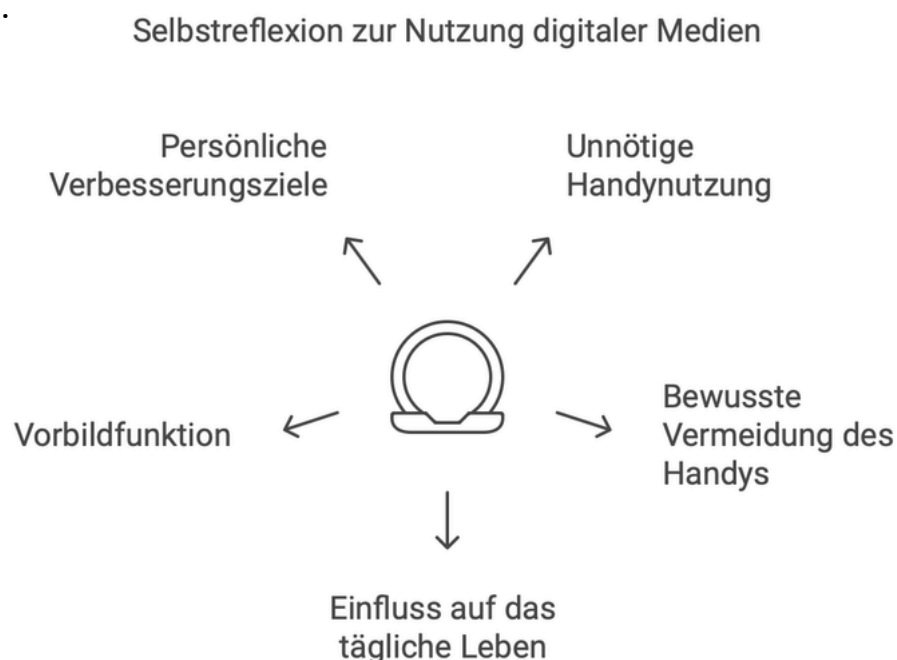 .
Selbstreflexion zur Nutzung digitaler Medien
Persönliche
Verbesserungsziele
Unnötige
Handynutzung
Vorbildfunktion
Bewusste
Vermeidung des
Handys
Einfluss auf das
tägliche Leben